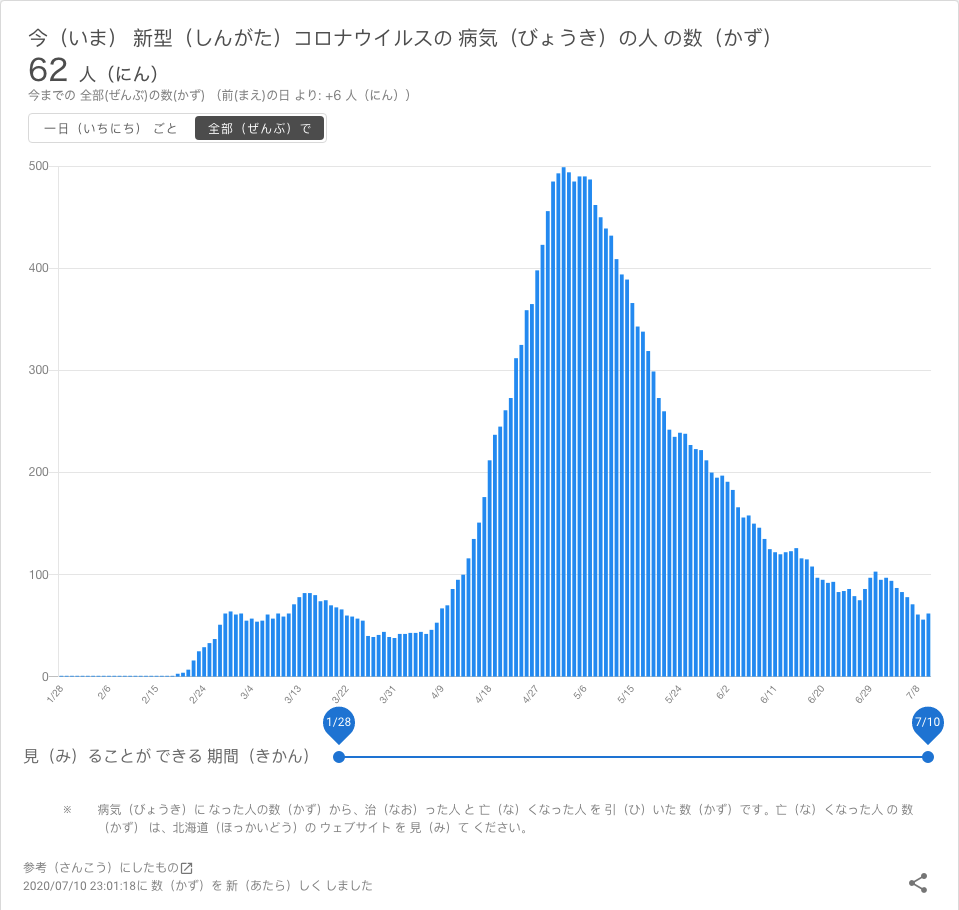 今（いま） 新型（しんがた）コロナウイルスの 病気（びょうき）の人 の数（かず）
62 人（にん）
今までの 全部(ぜんぶ)の数(かず) （前(まえ)の日 より: +6 人（にん））
一日（いちにち） ごと 全部（ぜんぶ）で
500
400
300
200
100
0
1/28 2/6 2/15 2/24 3/4 3/13 3/22 3/31 4/9 4/18 4/27 5/6 5/15 5/24 6/2 6/11 6/20 6/29 7/8
1/28 7/10
見（み）ることが できる 期間（きかん）
※ 病気（びょうき）に なった人の数（かず）から、治（なお）った人 と 亡（な）くなった人 を 引（ひ）いた 数（かず）です。亡（な）くなった人 の 数
（かず） は、北海道（ほっかいどう）の ウェブサイト を 見（み）て ください。
参考（さんこう）にしたもの
2020/07/10 23:01:18に 数（かず）を 新（あたら）しく しました